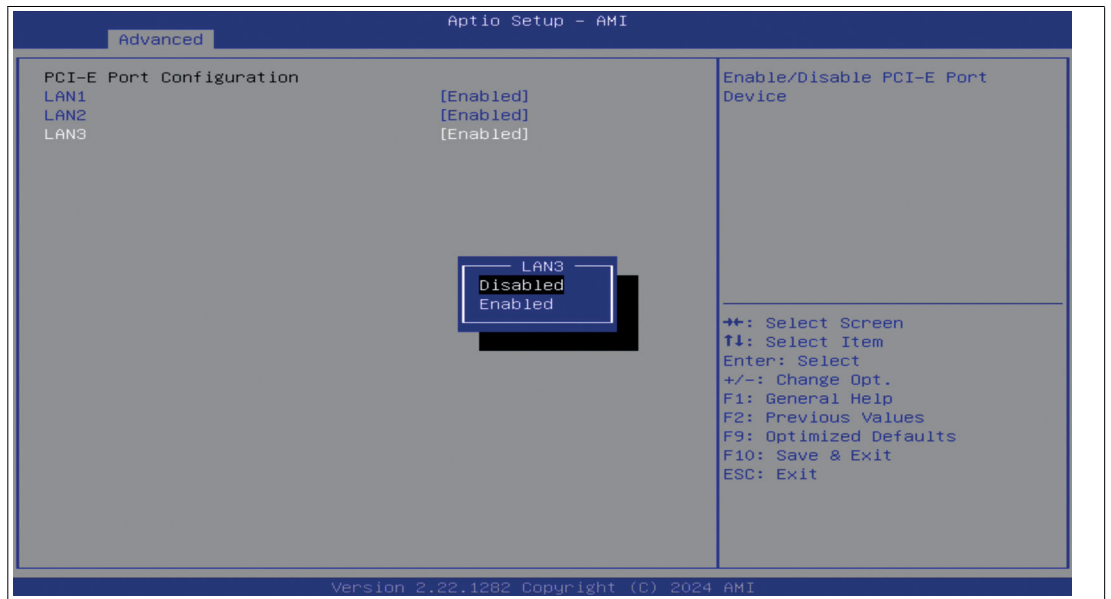 Aptio Setup – AMI
Advanced
PCI-E Port Configuration
LAN1 [Enabled]
LAN2 [Enabled]
LAN3 [Enabled]
Enable/Disable PCI-E Port
Device
LAN3
Disabled
Enabled
→←: Select Screen
↑↓: Select Item
Enter: Select
+/-: Change Opt.
F1: General Help
F2: Previous Values
F9: Optimized Defaults
F10: Save & Exit
ESC: Exit
Version 2.22.1282 Copyright (C) 2024 AMI